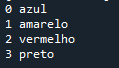 0 azul
1 amarelo
2 vermelho
3 preto